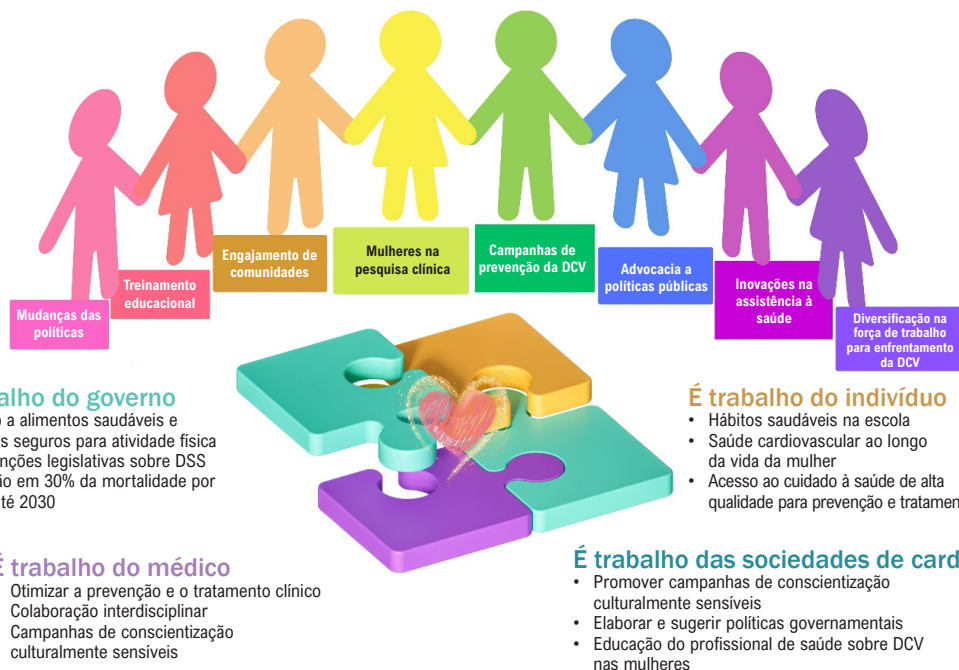 Mudanças das
políticas
Treinamento
educacional
Engajamento de
comunidades
Mulheres na
pesquisa clínica
Campanhas de
prevenção da DCV
Advocacia a
políticas públicas
Inovações na
assistência à
saúde
Diversificação na
força de trabalho
para enfrentamento
da DCV
alho do governo
a alimentos saudáveis e
s seguros para atividade física
nções legislativas sobre DSS
ão em 30% da mortalidade por
até 2030
É trabalho do indivíduo
• Hábitos saudáveis na escola
• Saúde cardiovascular ao longo
da vida da mulher
• Acesso ao cuidado à saúde de alta
qualidade para prevenção e tratamen
É trabalho do médico
Otimizar a prevenção e o tratamento clínico
Colaboração interdisciplinar
Campanhas de conscientização
culturalmente sensíveis
É trabalho das sociedades de card
• Promover campanhas de conscientização
culturalmente sensíveis
• Elaborar e sugerir políticas governamentais
• Educação do profissional de saúde sobre DCV
nas mulheres